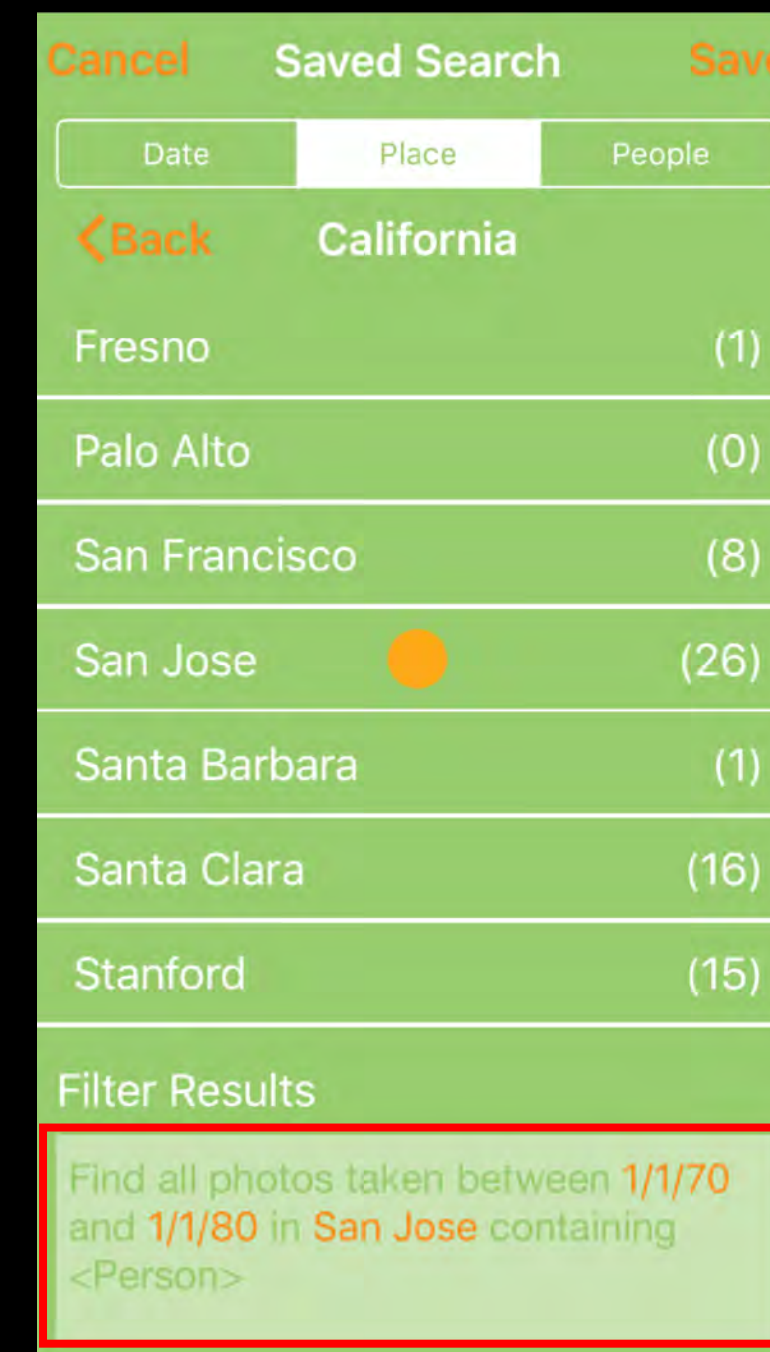 Cancel Saved Search Save
Date Place People
Back California
Fresno (1)
Palo Alto (0)
San Francisco (8)
San Jose (26)
Santa Barbara (1)
Santa Clara (16)
Stanford (15)
Filter Results
Find all photos taken between 1/1/70
and 1/1/80 in San Jose containing
<Person>